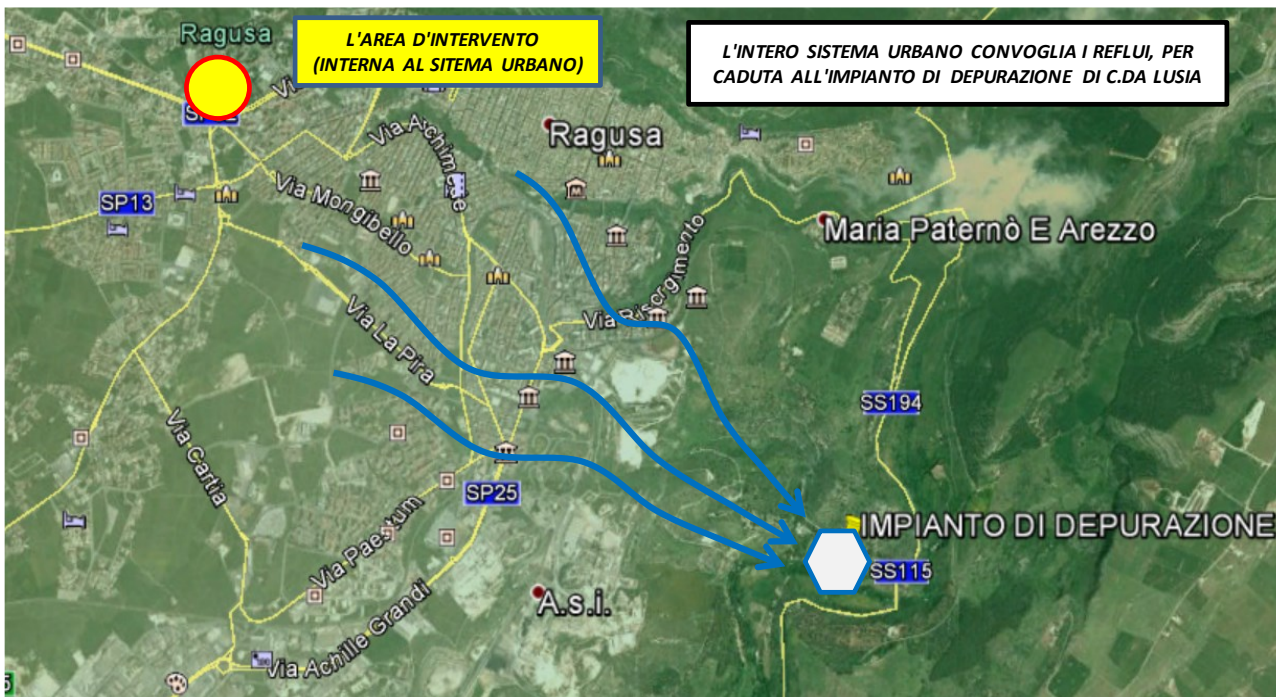 Ragusa
L'AREA D'INTERVENTO
(INTERNA AL SITEMA URBANO)
L'INTERO SISTEMA URBANO CONVOGLIA I REFLUI, PER
CADUTA ALL'IMPIANTO DI DEPURAZIONE DI C.DA LUSIA
Via Achimese
Ragusa
SP13
Via Mongibello
Maria Paternò E Arezzo
Via Risorgimento
Via La Pira
SS194
Via Cartia
SP25
IMPIANTO DI DEPURAZIONE
Via Paestum
SS115
A.s.i.
Via Achille Grandi
5